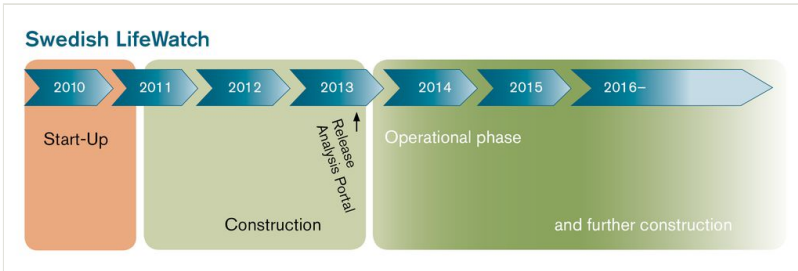 Swedish LifeWatch
2010
2011
2012
2013
2014
2015
2016–
Start-Up
Release
Analysis Portal
Operational phase
Construction
and further construction